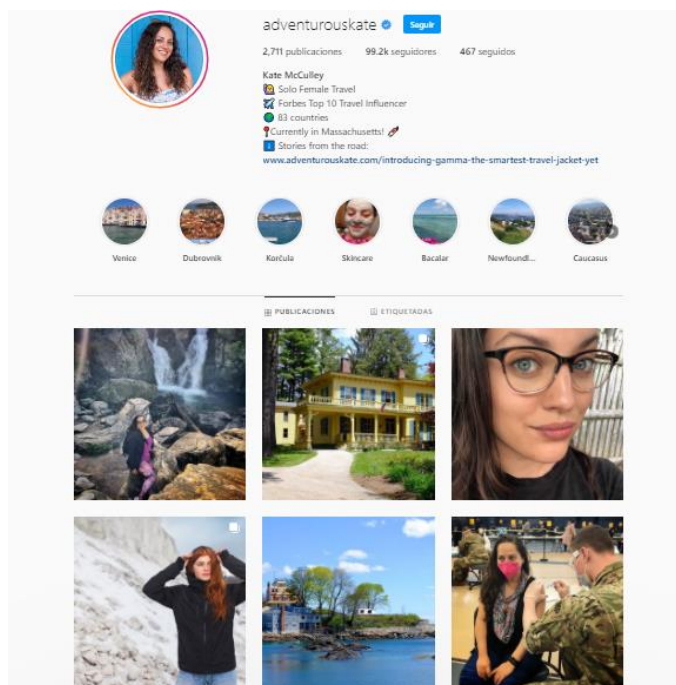 adventurouskate Seguir
2,711 publicaciones 99.2k seguidores 467 seguidos
Kate McCulley
Solo Female Travel
Forbes Top 10 Travel Influencer
83 countries
Currently in Massachusetts!
Stories from the road:
www.adventurouskate.com/introducing-gamma-the-smartest-travel-jacket-yet
Venice Dubrovnik Korčula Skincare Bacalar Newfoundl... Caucasus
PUBLICACIONES ETIQUETADAS